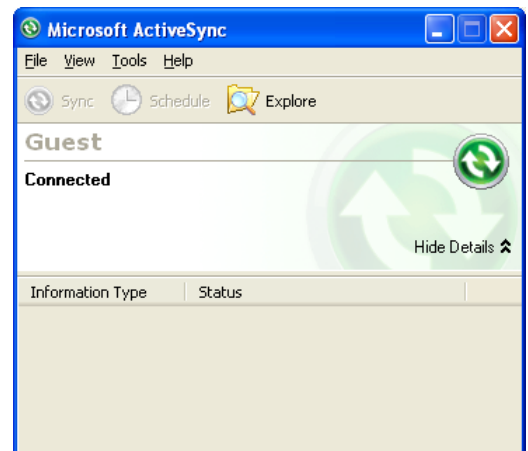 Microsoft ActiveSync
File View Tools Help
Sync Schedule Explore
Guest
Connected
Hide Details
Information Type Status